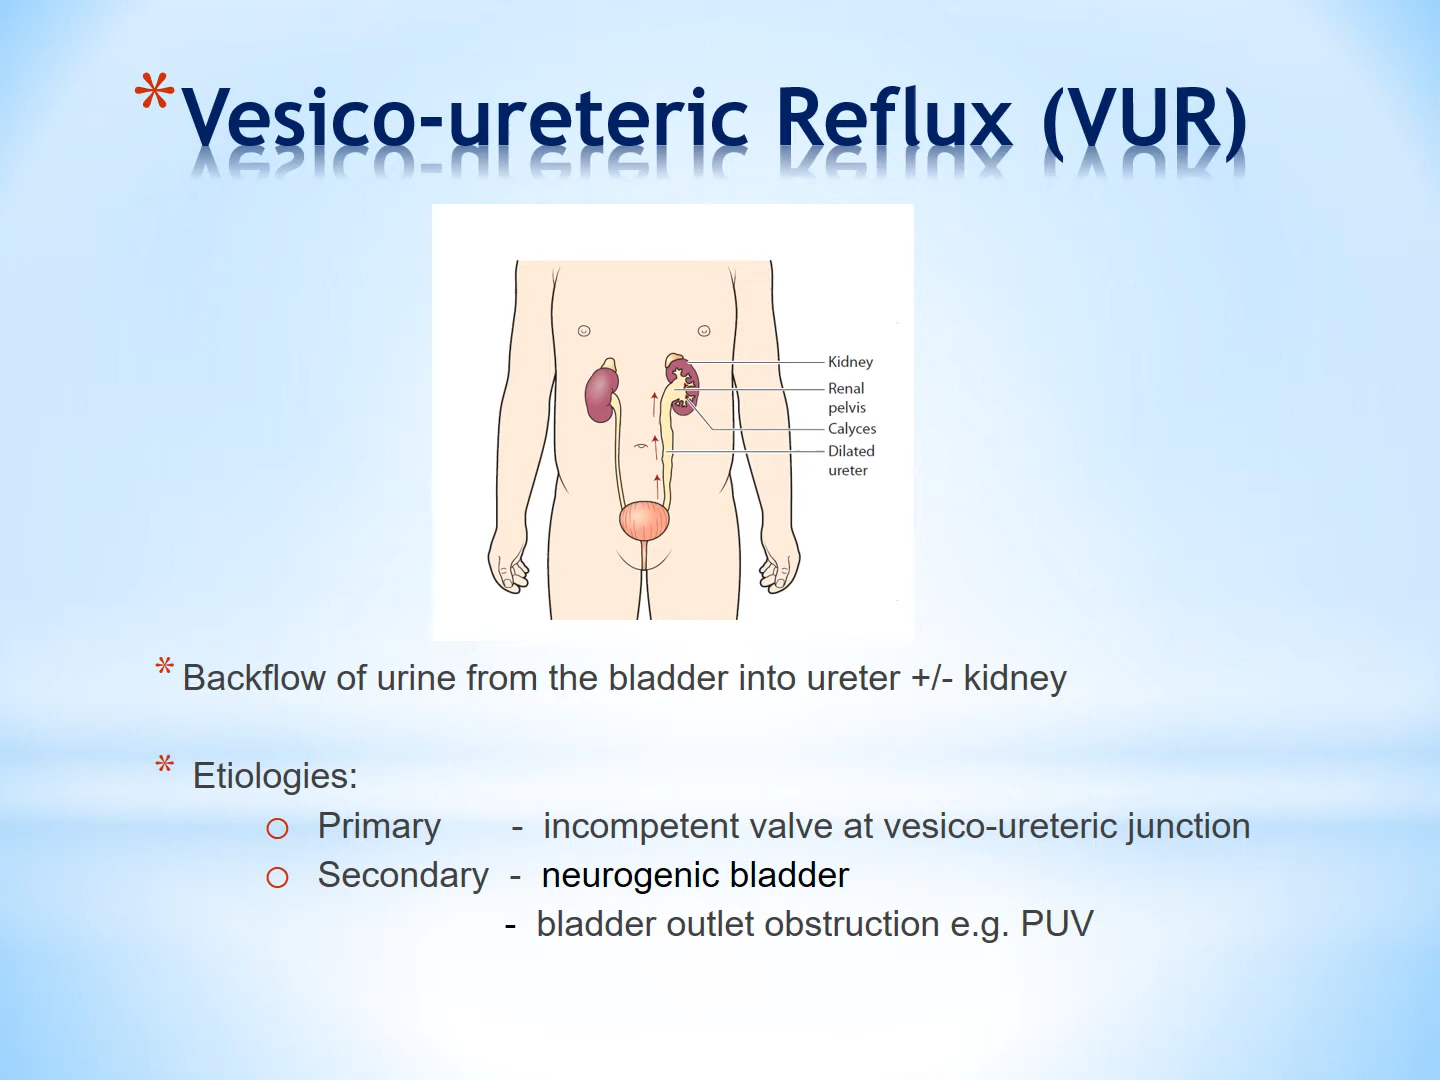 * Vesico-ureteric Reflux (VUR)
Kidney
Renal
pelvis
Calyces
Dilated
ureter
* Backflow of urine from the bladder into ureter +/- kidney
* Etiologies:
o Primary - incompetent valve at vesico-ureteric junction
o Secondary - neurogenic bladder
- bladder outlet obstruction e.g. PUV